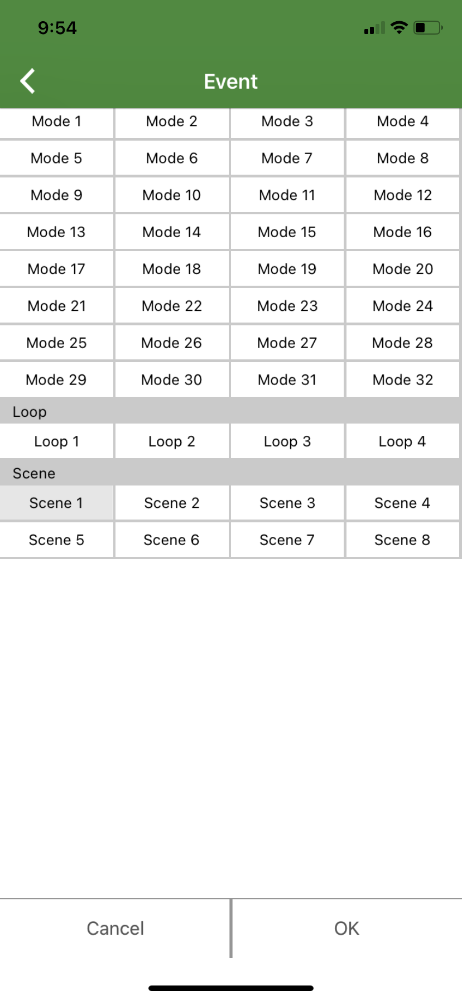 9:54
Event
Mode 1 Mode 2 Mode 3 Mode 4
Mode 5 Mode 6 Mode 7 Mode 8
Mode 9 Mode 10 Mode 11 Mode 12
Mode 13 Mode 14 Mode 15 Mode 16
Mode 17 Mode 18 Mode 19 Mode 20
Mode 21 Mode 22 Mode 23 Mode 24
Mode 25 Mode 26 Mode 27 Mode 28
Mode 29 Mode 30 Mode 31 Mode 32
Loop
Loop 1 Loop 2 Loop 3 Loop 4
Scene
Scene 1 Scene 2 Scene 3 Scene 4
Scene 5 Scene 6 Scene 7 Scene 8
Cancel OK